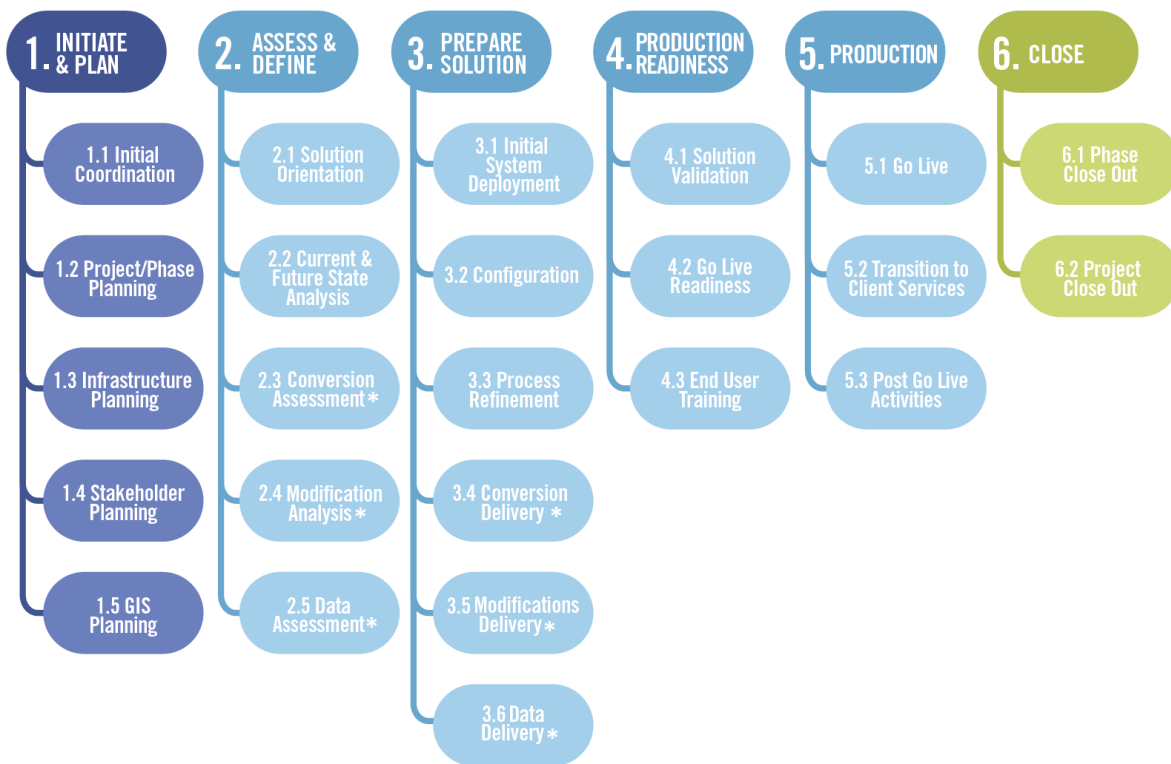 1. INITIATE
& PLAN
1.1 Initial
Coordination
1.2 Project/Phase
Planning
1.3 Infrastructure
Planning
1.4 Stakeholder
Planning
1.5 GIS
Planning
2. ASSESS &
DEFINE
2.1 Solution
Orientation
2.2 Current &
Future State
Analysis
2.3 Conversion
Assessment*
2.4 Modification
Analysis*
2.5 Data
Assessment*
3. PREPARE
SOLUTION
3.1 Initial
System
Deployment
3.2 Configuration
3.3 Process
Refinement
3.4 Conversion
Delivery *
3.5 Modifications
Delivery*
3.6 Data
Delivery*
4. PRODUCTION
READINESS
4.1 Solution
Validation
4.2 Go Live
Readiness
4.3 End User
Training
5. PRODUCTION
5.1 Go Live
5.2 Transition to
Client Services
5.3 Post Go Live
Activities
6. CLOSE
6.1 Phase
Close Out
6.2 Project
Close Out